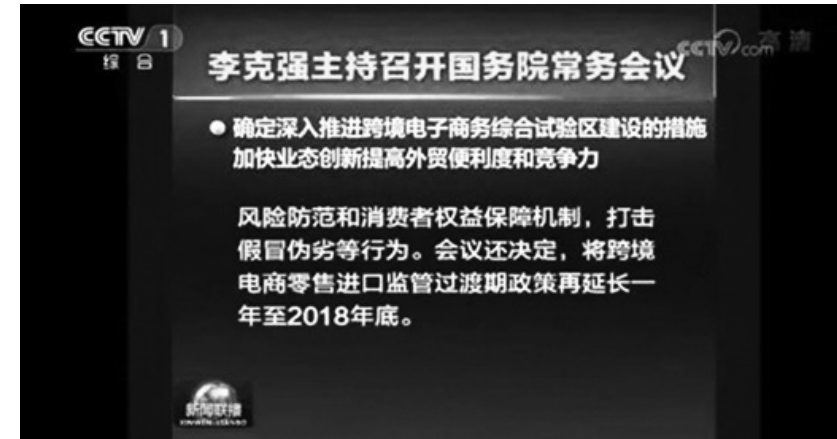 CCTV 1
综合
CCTV.com 高清
李克强主持召开国务院常务会议
● 确定深入推进跨境电子商务综合试验区建设的措施
加快业态创新提高外贸便利度和竞争力
风险防范和消费者权益保障机制，打击
假冒伪劣等行为。会议还决定，将跨境
电商零售进口监管过渡期政策再延长一
年至2018年底。
新闻联播